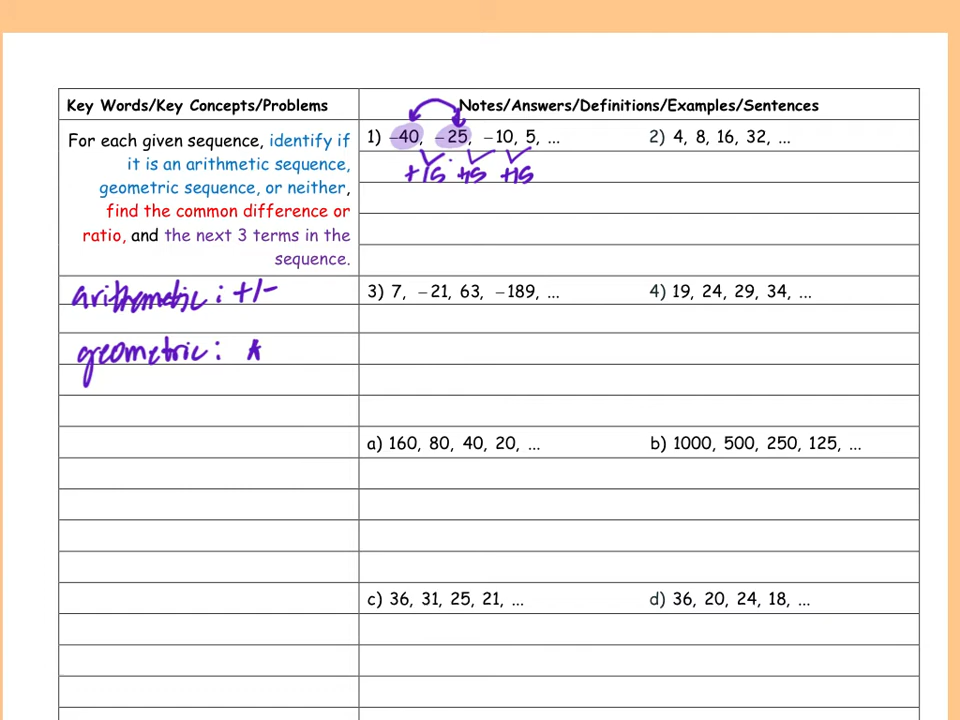 Key Words/Key Concepts/Problems
Notes/Answers/Definitions/Examples/Sentences
For each given sequence, identify if
it is an arithmetic sequence,
geometric sequence, or neither,
find the common difference or
ratio, and the next 3 terms in the
sequence.
arithmetic: +/-
geometric: *
1) −40, −25, −10, 5, ...
+15 +15 +15
2) 4, 8, 16, 32, ...
3) 7, −21, 63, −189, ...
4) 19, 24, 29, 34, ...
a) 160, 80, 40, 20, ...
b) 1000, 500, 250, 125, ...
c) 36, 31, 25, 21, ...
d) 36, 20, 24, 18, ...